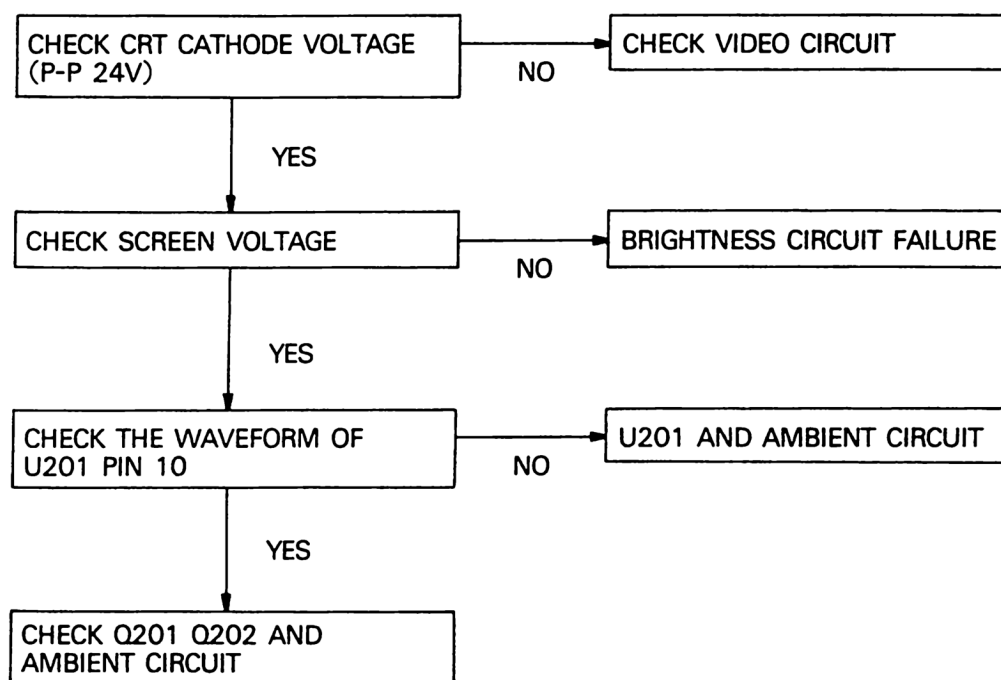 CHECK CRT CATHODE VOLTAGE
(P-P 24V)
NO
CHECK VIDEO CIRCUIT
YES
CHECK SCREEN VOLTAGE
NO
BRIGHTNESS CIRCUIT FAILURE
YES
CHECK THE WAVEFORM OF
U201 PIN 10
NO
U201 AND AMBIENT CIRCUIT
YES
CHECK Q201 Q202 AND
AMBIENT CIRCUIT